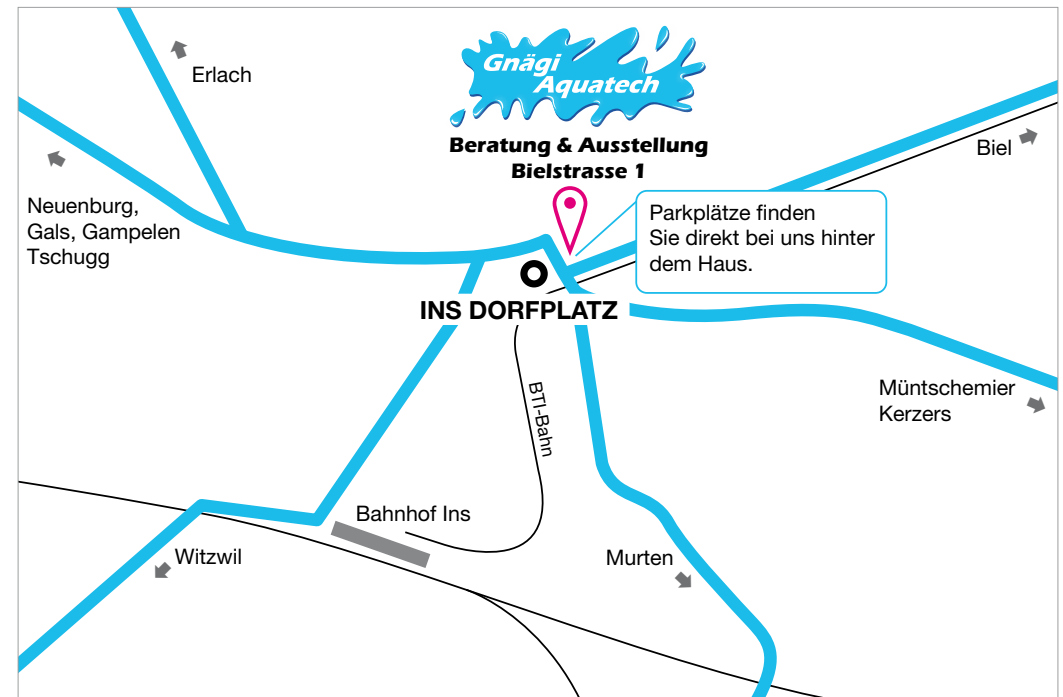 Gnägi
Aquatech
Beratung & Ausstellung
Bielstrasse 1
Erlach
Biel
Neuenburg,
Gals, Gampelen
Tschugg
Parkplätze finden
Sie direkt bei uns hinter
dem Haus.
INS DORFPLATZ
BTI-Bahn
Müntschemier
Kerzers
Bahnhof Ins
Witzwil
Murten